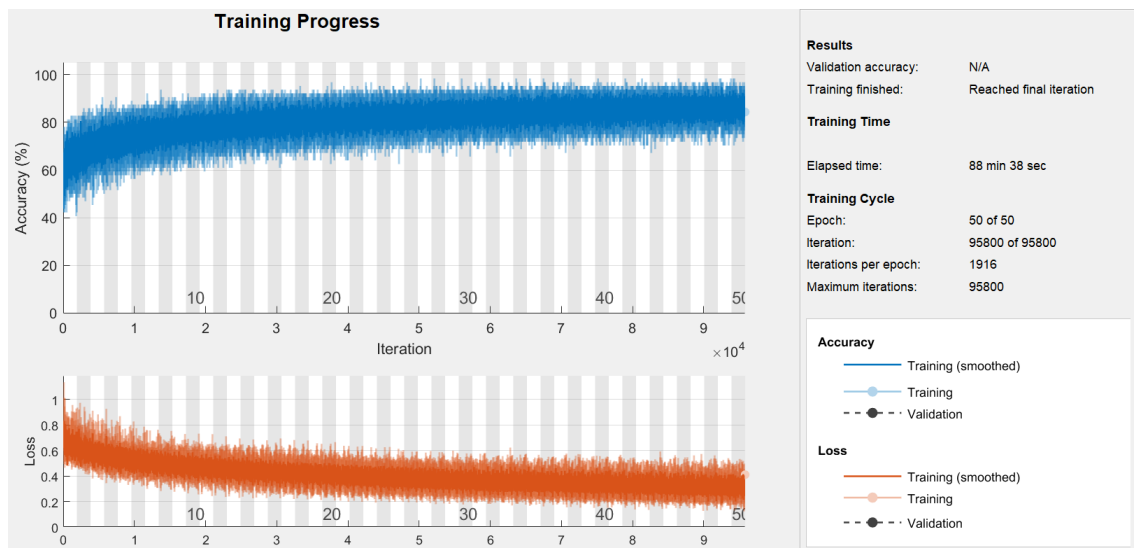 Training Progress
100
80
60
40
20
0
Accuracy (%)
10 20 30 40 50
0 1 2 3 4 5 6 7 8 9
Iteration
×10⁴
1
0.8
0.6
0.4
0.2
0
Loss
10 20 30 40 50
0 1 2 3 4 5 6 7 8 9
Results
Validation accuracy: N/A
Training finished: Reached final iteration
Training Time
Elapsed time: 88 min 38 sec
Training Cycle
Epoch: 50 of 50
Iteration: 95800 of 95800
Iterations per epoch: 1916
Maximum iterations: 95800
Accuracy
Training (smoothed)
Training
Validation
Loss
Training (smoothed)
Training
Validation